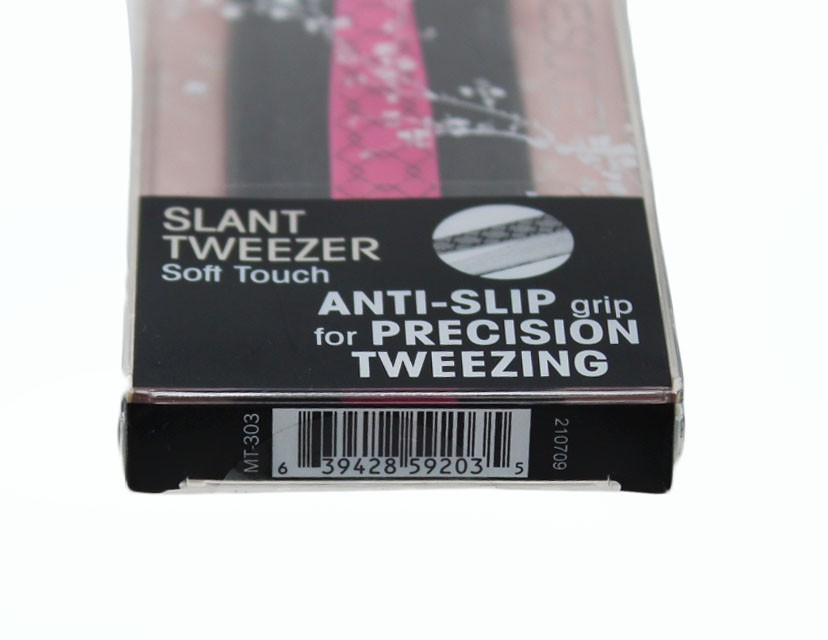 SLANT
TWEEZER
Soft Touch
ANTI-SLIP grip
for PRECISION
TWEEZING
MT-303
6 39428 59203 5
210709